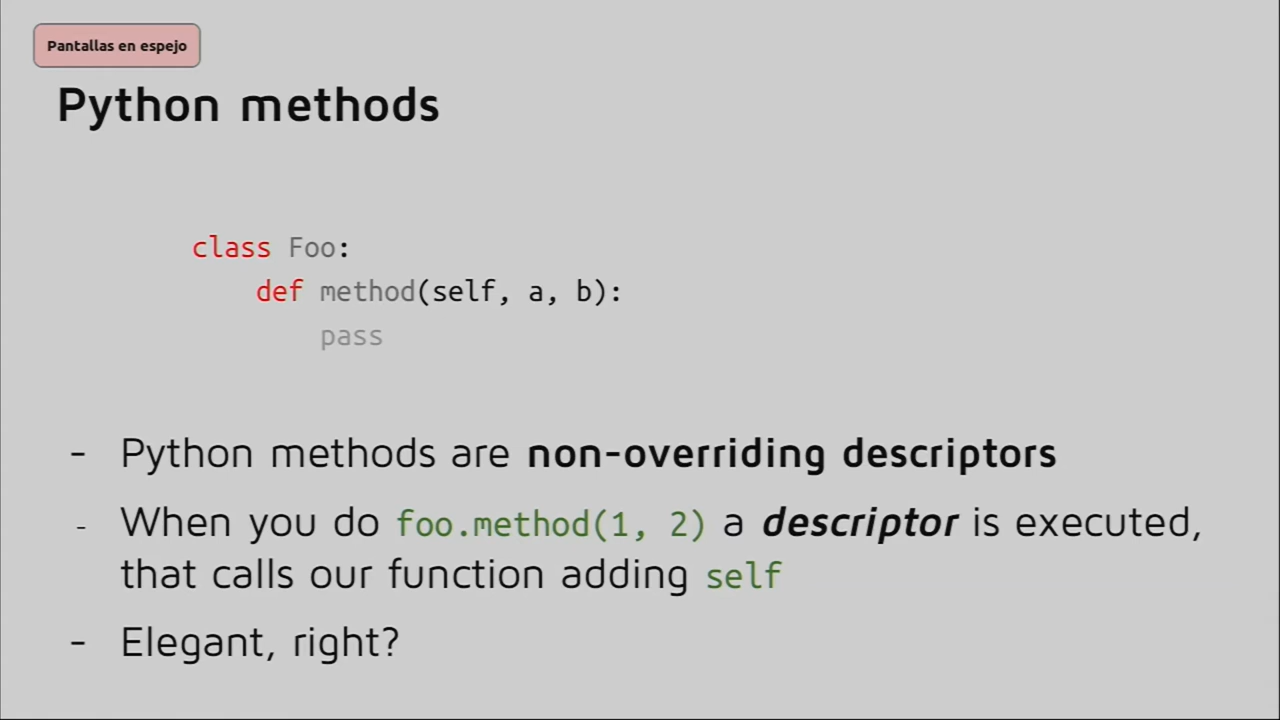 Pantallas en espejo
Python methods
class Foo:
def method(self, a, b):
pass
- Python methods are non-overriding descriptors
- When you do foo.method(1, 2) a descriptor is executed,
that calls our function adding self
- Elegant, right?